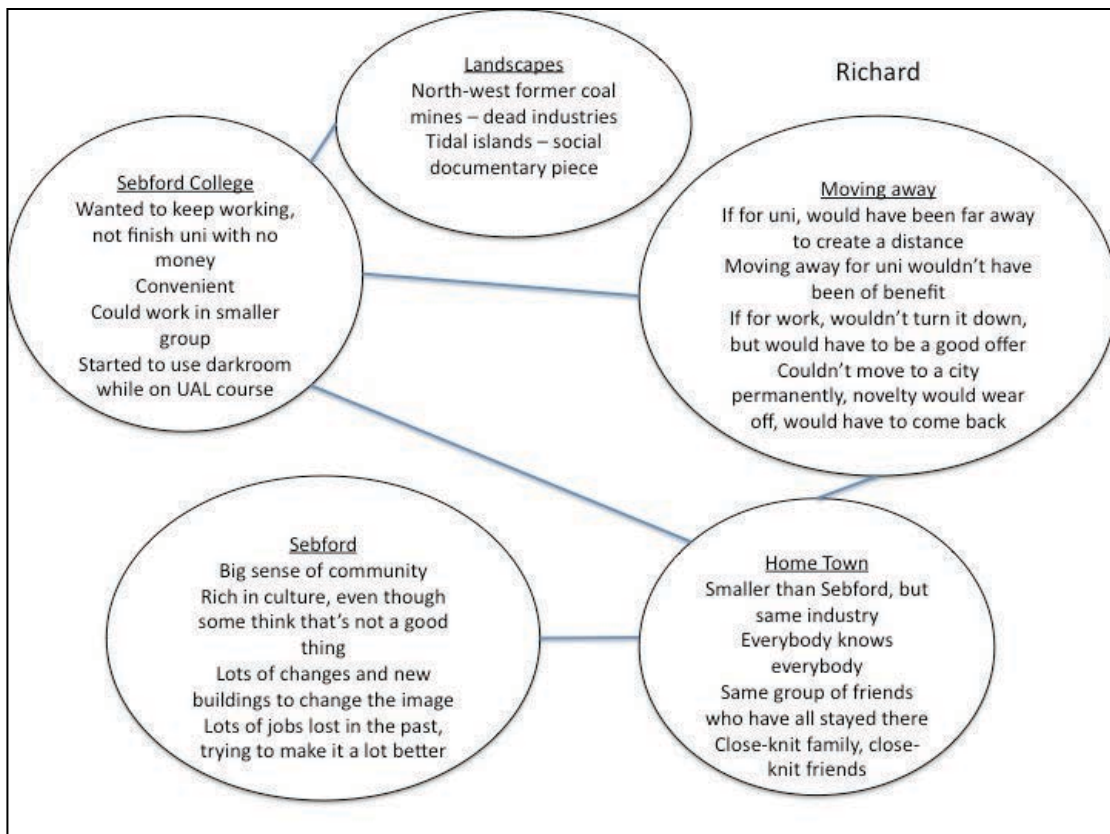 Landscapes
North-west former coal
mines – dead industries
Tidal islands – social
documentary piece
Richard
Sebford College
Wanted to keep working,
not finish uni with no
money
Convenient
Could work in smaller
group
Started to use darkroom
while on UAL course
Moving away
If for uni, would have been far away
to create a distance
Moving away for uni wouldn't have
been of benefit
If for work, wouldn't turn it down,
but would have to be a good offer
Couldn't move to a city
permanently, novelty would wear
off, would have to come back
Sebford
Big sense of community
Rich in culture, even though
some think that's not a good
thing
Lots of changes and new
buildings to change the image
Lots of jobs lost in the past,
trying to make it a lot better
Home Town
Smaller than Sebford, but
same industry
Everybody knows
everybody
Same group of friends
who have all stayed there
Close-knit family, close-
knit friends